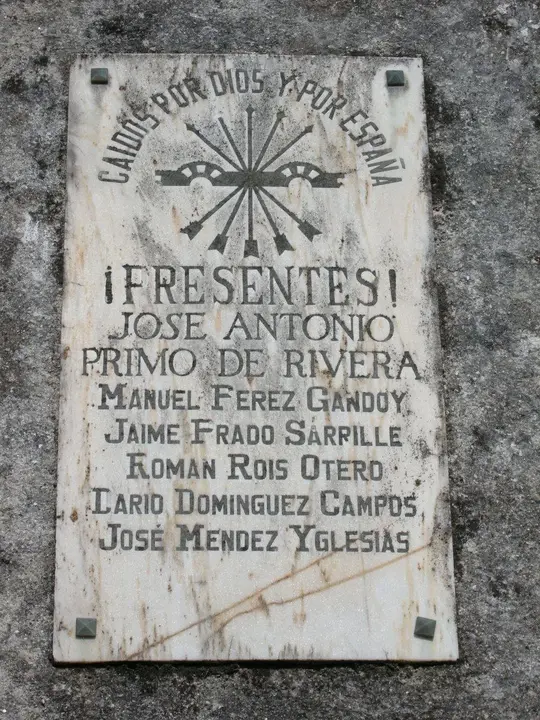 CAIDOS POR DIOS Y POR ESPAÑA
¡PRESENTES!
JOSE ANTONIO
PRIMO DE RIVERA
MANUEL PEREZ GANDOY
JAIME PRADO SARRILLE
ROMAN ROIS OTERO
DARIO DOMINGUEZ CAMPOS
JOSÉ MENDEZ YGLESIAS